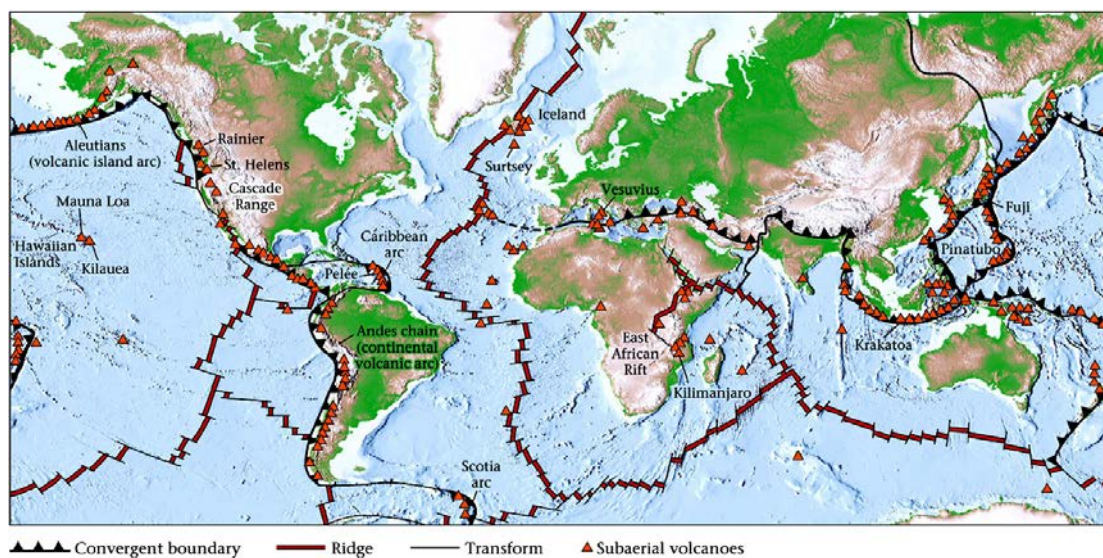 Aleutians
(volcanic island arc)
Rainier
St. Helens
Cascade
Range
Mauna Loa
Hawaiian
Islands
Kilauea
Caribbean
arc
Pelée
Andes chain
(continental
volcanic arc)
Scotia
arc
Iceland
Surtsey
Vesuvius
East
African
Rift
Kilimanjaro
Fuji
Pinatubo
Krakatoa
Convergent boundary
Ridge
Transform
Subaerial volcanoes